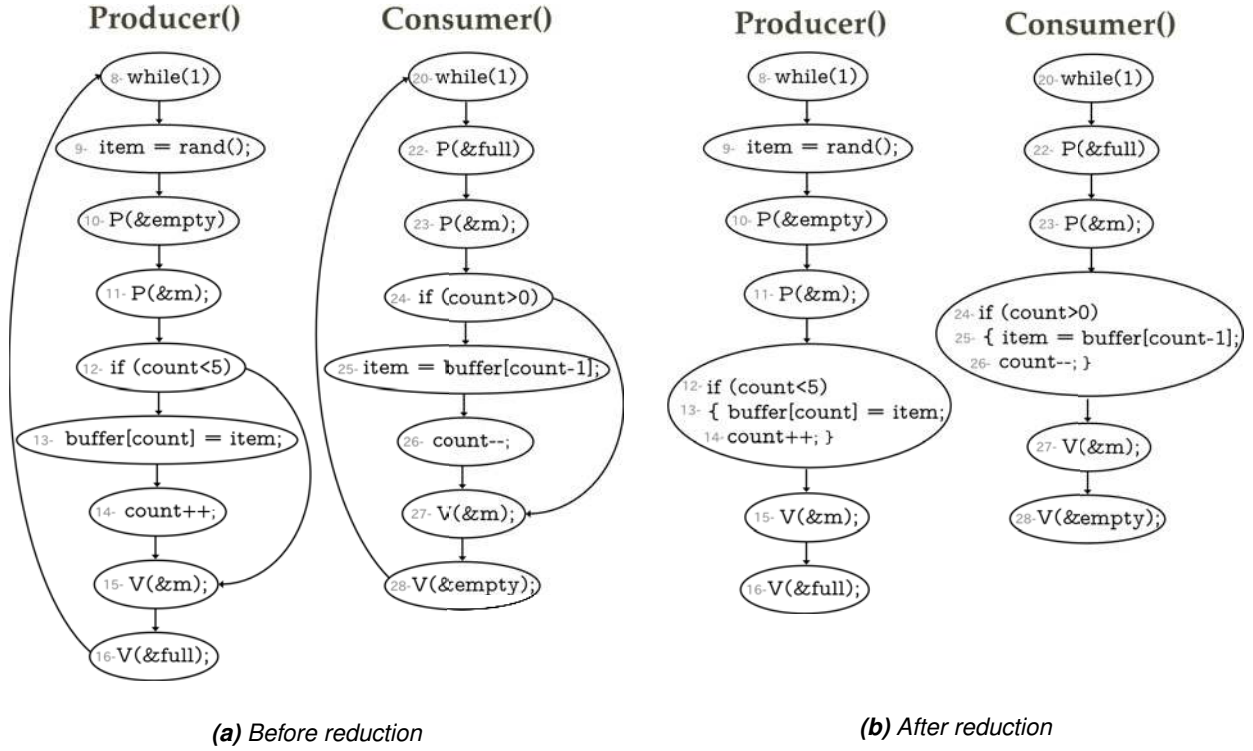 Producer()
8- while(1)
9- item = rand();
10- P(&empty)
11- P(&m);
12- if (count<5)
13- buffer[count] = item;
14- count++;
15- V(&m);
16- V(&full);
Consumer()
20- while(1)
22- P(&full)
23- P(&m);
24- if (count>0)
25- item = buffer[count-1];
26- count--;
27- V(&m);
28- V(&empty);
(a) Before reduction
Producer()
8- while(1)
9- item = rand();
10- P(&empty)
11- P(&m);
12- if (count<5)
13- { buffer[count] = item;
14- count++; }
15- V(&m);
16- V(&full);
Consumer()
20- while(1)
22- P(&full)
23- P(&m);
24- if (count>0)
25- { item = buffer[count-1];
26- count--; }
27- V(&m);
28- V(&empty);
(b) After reduction